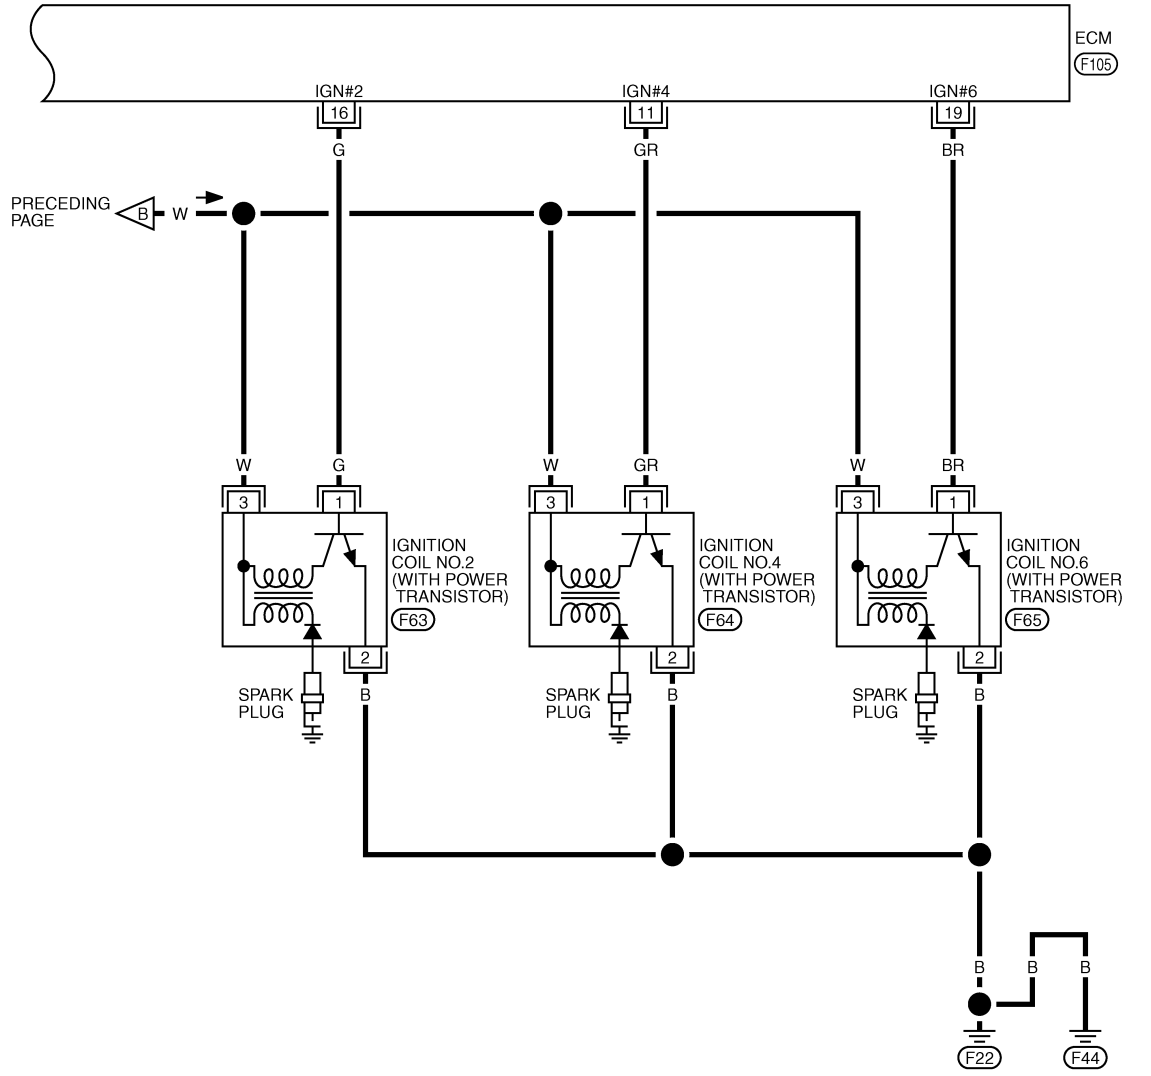 ECM
F105
IGN#2 IGN#4 IGN#6
16 11 19
G GR BR
PRECEDING
PAGE
B W
W G W GR W BR
3 1 3 1 3 1
IGNITION
COIL NO.2
(WITH POWER
TRANSISTOR)
F63
IGNITION
COIL NO.4
(WITH POWER
TRANSISTOR)
F64
IGNITION
COIL NO.6
(WITH POWER
TRANSISTOR)
F65
2 2 2
SPARK
PLUG
B
SPARK
PLUG
B
SPARK
PLUG
B
B B B
F22 F44